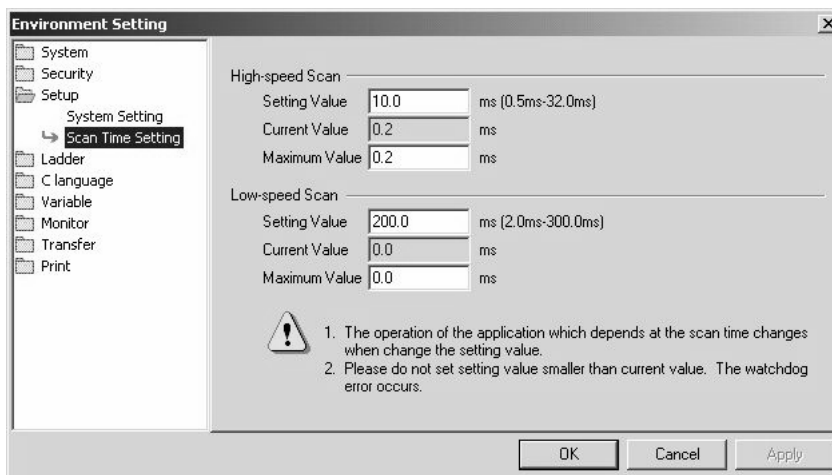 Environment Setting
System
Security
Setup
System Setting
Scan Time Setting
Ladder
C language
Variable
Monitor
Transfer
Print
High-speed Scan
Setting Value 10.0 ms (0.5ms-32.0ms)
Current Value 0.2 ms
Maximum Value 0.2 ms
Low-speed Scan
Setting Value 200.0 ms (2.0ms-300.0ms)
Current Value 0.0 ms
Maximum Value 0.0 ms
1. The operation of the application which depends at the scan time changes
when change the setting value.
2. Please do not set setting value smaller than current value. The watchdog
error occurs.
OK Cancel Apply